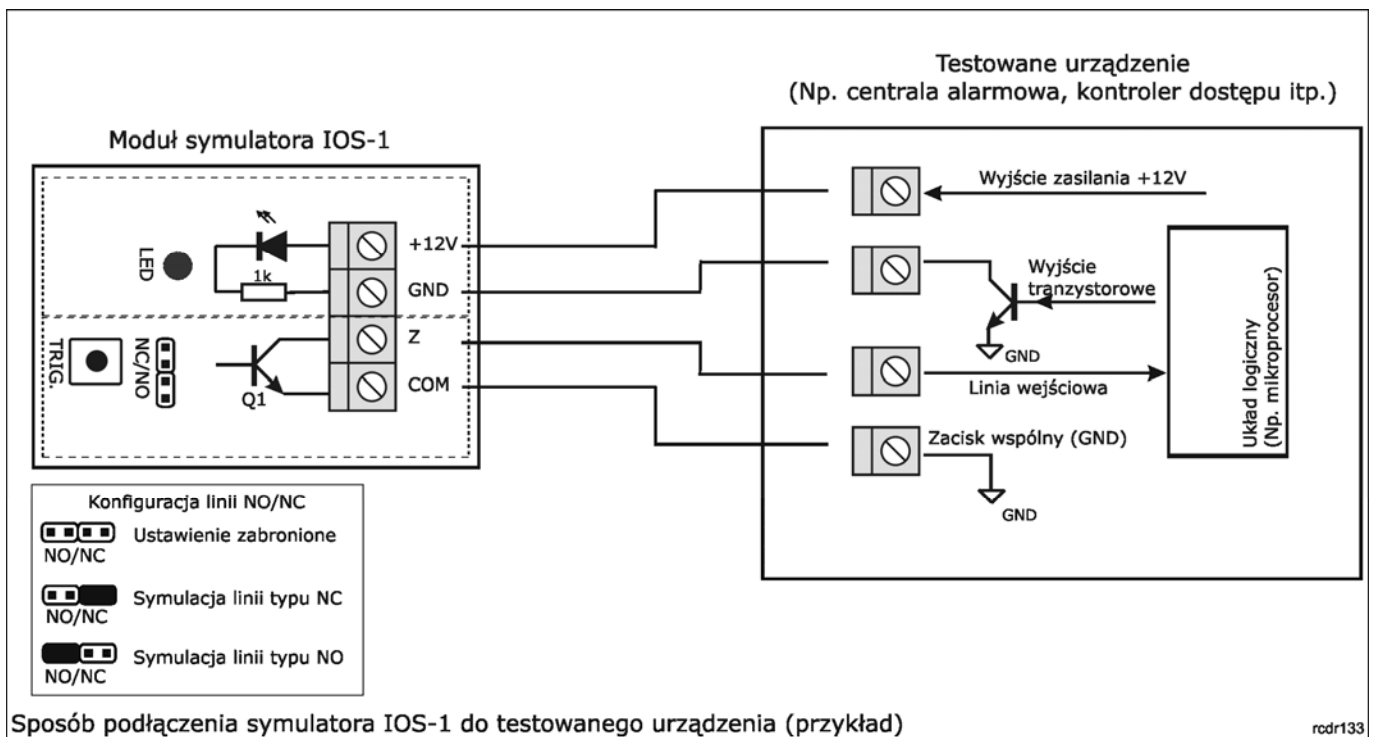 Testowane urządzenie
(Np. centrala alarmowa, kontroler dostępu itp.)
Moduł symulatora IOS-1
LED
1k
+12V
GND
Z
COM
TRIG.
NC/NO
Q1
Wyjście zasilania +12V
Wyjście
tranzystorowe
GND
Linia wejściowa
Zacisk wspólny (GND)
GND
Układ logiczny
(Np. mikroprocesor)
Konfiguracja linii NO/NC
Ustawienie zabronione
NO/NC
Symulacja linii typu NC
NO/NC
Symulacja linii typu NO
NO/NC
Sposób podłączenia symulatora IOS-1 do testowanego urządzenia (przykład)
rcdr133